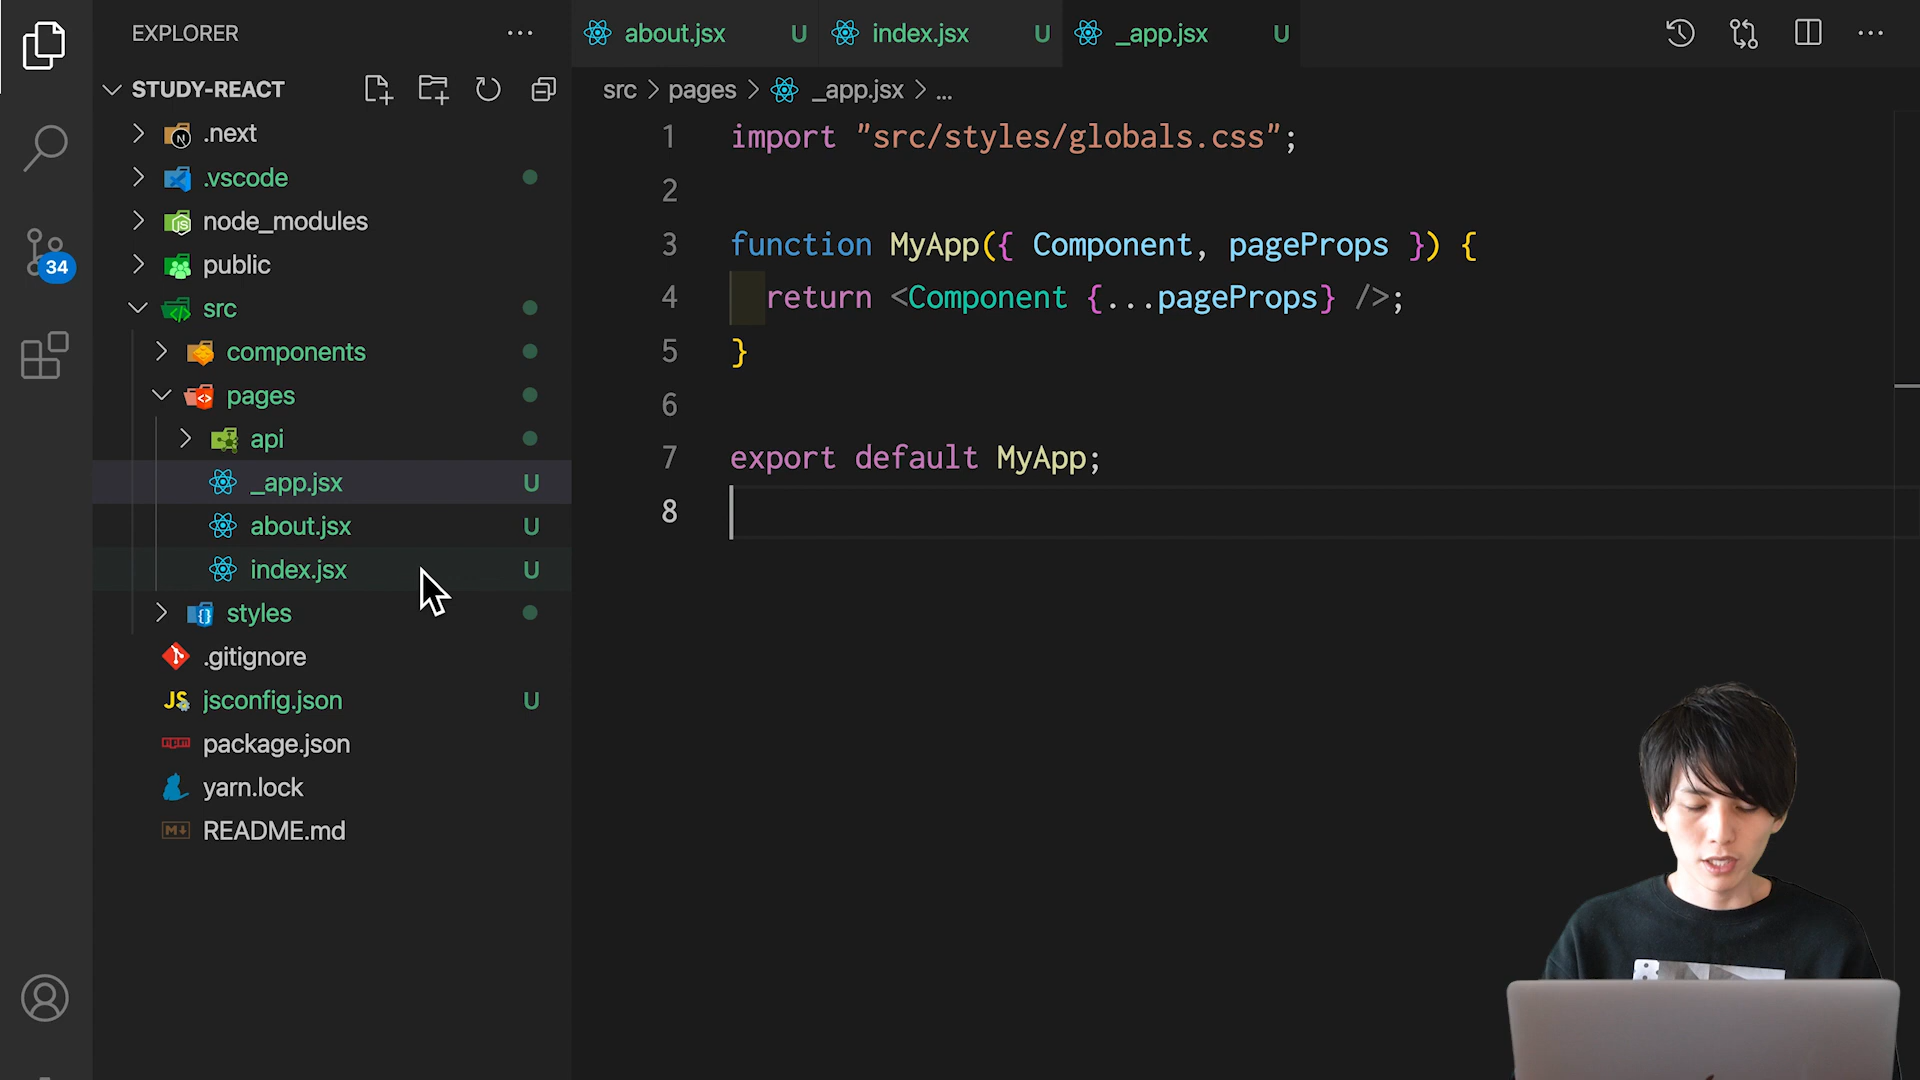 EXPLORER
about.jsx U
index.jsx U
_app.jsx U
STUDY-REACT
src > pages > _app.jsx > ...
.next
.vscode
node_modules
public
src
components
pages
api
_app.jsx U
about.jsx U
index.jsx U
styles
.gitignore
JS jsconfig.json U
npm package.json
yarn.lock
M README.md
34
1 import "src/styles/globals.css";
2
3 function MyApp({ Component, pageProps }) {
4 return <Component {...pageProps} />;
5 }
6
7 export default MyApp;
8